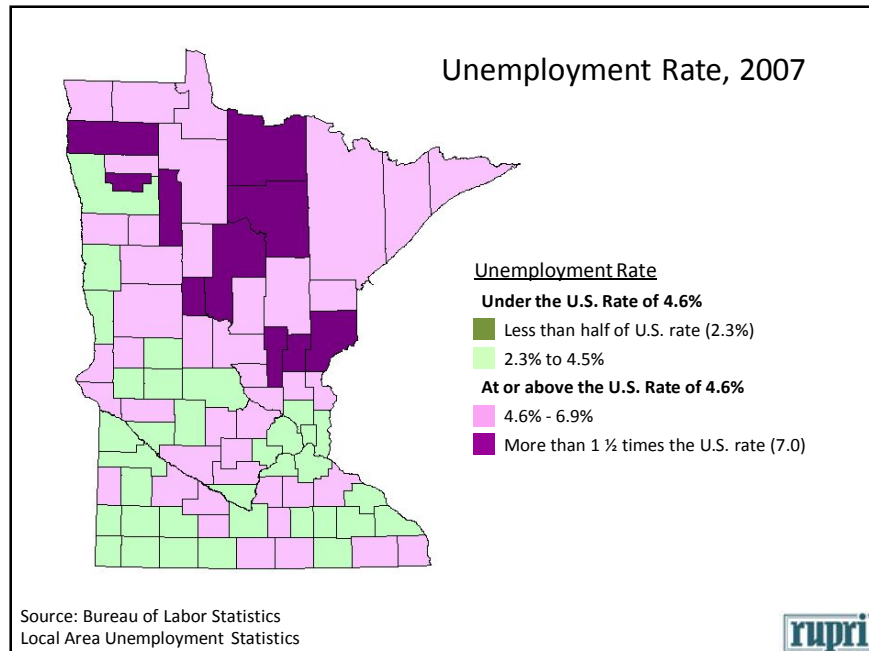 Unemployment Rate, 2007
Unemployment Rate
Under the U.S. Rate of 4.6%
Less than half of U.S. rate (2.3%)
2.3% to 4.5%
At or above the U.S. Rate of 4.6%
4.6% - 6.9%
More than 1 ½ times the U.S. rate (7.0)
Source: Bureau of Labor Statistics
Local Area Unemployment Statistics
rupri